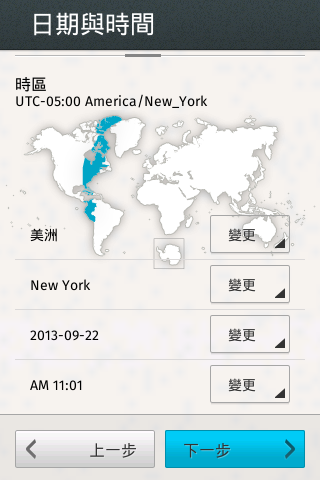 日期與時間
時區
UTC-05:00 America/New_York
美洲 變更
New York 變更
2013-09-22 變更
AM 11:01 變更
上一步 下一步